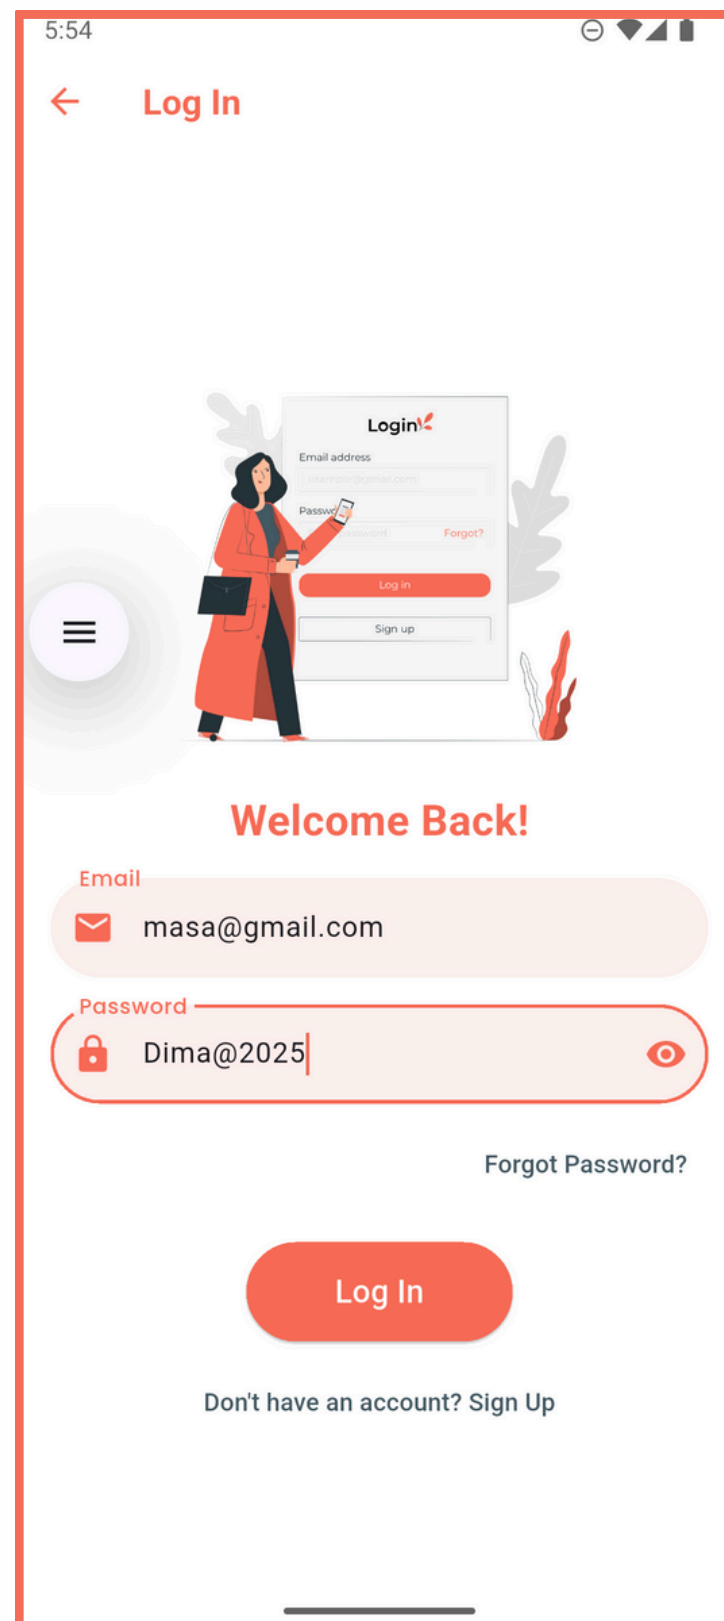 5:54
Log In
Login
Email address
Password
Forgot?
Log in
Sign up
Welcome Back!
Email
masa@gmail.com
Password
Dima@2025
Forgot Password?
Log In
Don't have an account? Sign Up